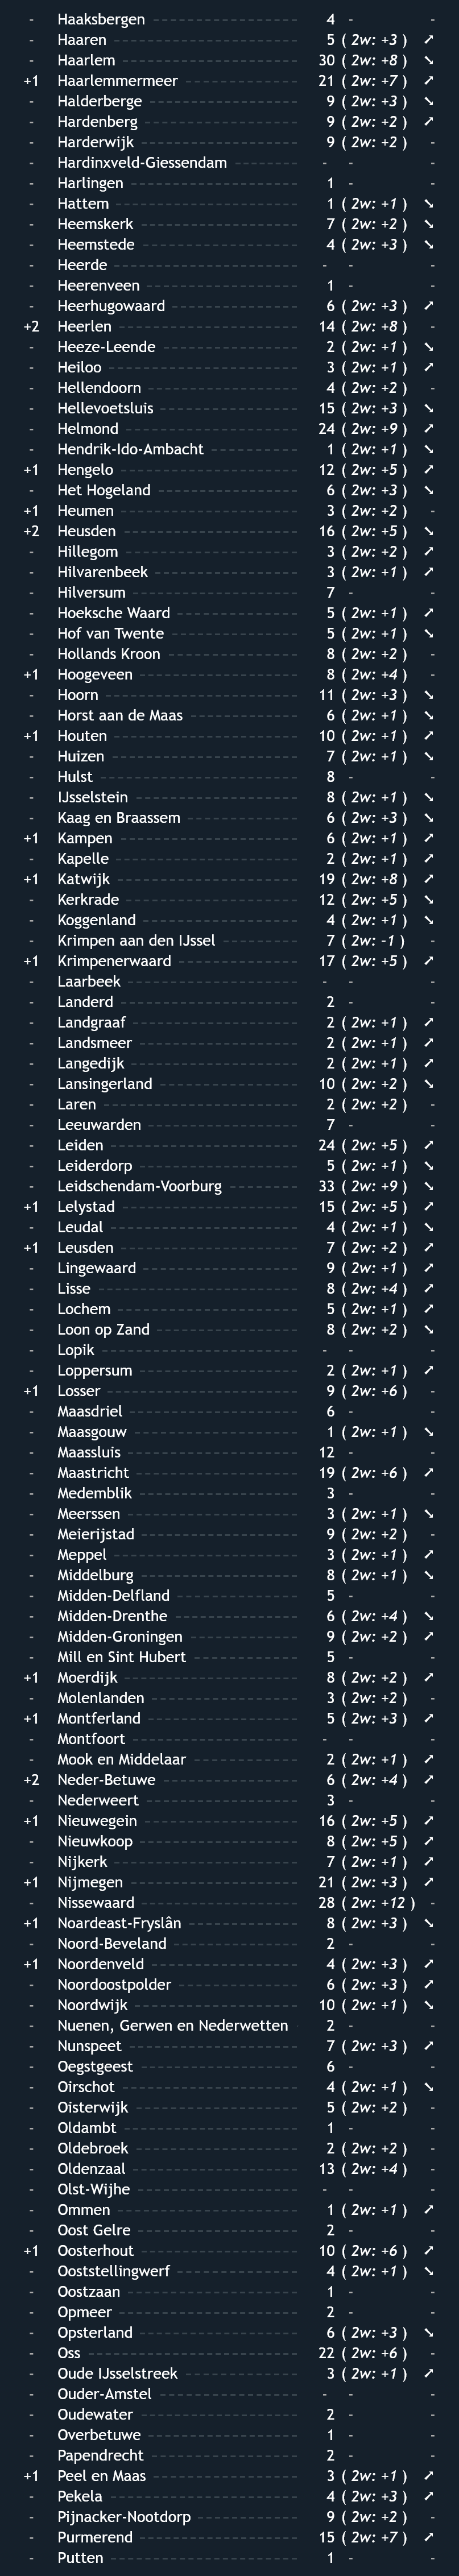 - Haaksbergen 4 - -
- Haaren 5 ( 2w: +3 ) ➚
- Haarlem 30 ( 2w: +8 ) ➘
+1 Haarlemmermeer 21 ( 2w: +7 ) ➚
- Halderberge 9 ( 2w: +3 ) ➘
- Hardenberg 9 ( 2w: +2 ) ➚
- Harderwijk 9 ( 2w: +2 ) -
- Hardinxveld-Giessendam - - -
- Harlingen 1 - -
- Hattem 1 ( 2w: +1 ) ➘
- Heemskerk 7 ( 2w: +2 ) ➘
- Heemstede 4 ( 2w: +3 ) ➘
- Heerde - - -
- Heerenveen 1 - -
- Heerhugowaard 6 ( 2w: +3 ) ➚
+2 Heerlen 14 ( 2w: +8 ) -
- Heeze-Leende 2 ( 2w: +1 ) ➘
- Heiloo 3 ( 2w: +1 ) ➚
- Hellendoorn 4 ( 2w: +2 ) -
- Hellevoetsluis 15 ( 2w: +3 ) ➘
- Helmond 24 ( 2w: +9 ) ➚
- Hendrik-Ido-Ambacht 1 ( 2w: +1 ) ➘
+1 Hengelo 12 ( 2w: +5 ) ➚
- Het Hogeland 6 ( 2w: +3 ) ➘
+1 Heumen 3 ( 2w: +2 ) -
+2 Heusden 16 ( 2w: +5 ) ➘
- Hillegom 3 ( 2w: +2 ) ➚
- Hilvarenbeek 3 ( 2w: +1 ) ➚
- Hilversum 7 - -
- Hoeksche Waard 5 ( 2w: +1 ) ➚
- Hof van Twente 5 ( 2w: +1 ) ➘
- Hollands Kroon 8 ( 2w: +2 ) -
+1 Hoogeveen 8 ( 2w: +4 ) -
- Hoorn 11 ( 2w: +3 ) ➘
- Horst aan de Maas 6 ( 2w: +1 ) ➘
+1 Houten 10 ( 2w: +1 ) ➚
- Huizen 7 ( 2w: +1 ) ➘
- Hulst 8 - -
- IJsselstein 8 ( 2w: +1 ) ➘
- Kaag en Braassem 6 ( 2w: +3 ) ➘
+1 Kampen 6 ( 2w: +1 ) ➚
- Kapelle 2 ( 2w: +1 ) ➚
+1 Katwijk 19 ( 2w: +8 ) ➚
- Kerkrade 12 ( 2w: +5 ) ➘
- Koggenland 4 ( 2w: +1 ) ➘
- Krimpen aan den IJssel 7 ( 2w: -1 ) -
+1 Krimpenerwaard 17 ( 2w: +5 ) ➚
- Laarbeek - - -
- Landerd 2 - -
- Landgraaf 2 ( 2w: +1 ) ➚
- Landsmeer 2 ( 2w: +1 ) ➚
- Langedijk 2 ( 2w: +1 ) ➚
- Lansingerland 10 ( 2w: +2 ) ➘
- Laren 2 ( 2w: +2 ) -
- Leeuwarden 7 - -
- Leiden 24 ( 2w: +5 ) ➚
- Leiderdorp 5 ( 2w: +1 ) ➘
- Leidschendam-Voorburg 33 ( 2w: +9 ) ➘
+1 Lelystad 15 ( 2w: +5 ) ➚
- Leudal 4 ( 2w: +1 ) ➘
+1 Leusden 7 ( 2w: +2 ) ➚
- Lingewaard 9 ( 2w: +1 ) ➚
- Lisse 8 ( 2w: +4 ) ➚
- Lochem 5 ( 2w: +1 ) ➚
- Loon op Zand 8 ( 2w: +2 ) ➘
- Lopik - - -
- Loppersum 2 ( 2w: +1 ) ➚
+1 Losser 9 ( 2w: +6 ) -
- Maasdriel 6 - -
- Maasgouw 1 ( 2w: +1 ) ➘
- Maassluis 12 - -
- Maastricht 19 ( 2w: +6 ) ➚
- Medemblik 3 - -
- Meerssen 3 ( 2w: +1 ) ➘
- Meierijstad 9 ( 2w: +2 ) -
- Meppel 3 ( 2w: +1 ) ➚
- Middelburg 8 ( 2w: +1 ) ➘
- Midden-Delfland 5 - -
- Midden-Drenthe 6 ( 2w: +4 ) ➘
- Midden-Groningen 9 ( 2w: +2 ) ➚
- Mill en Sint Hubert 5 - -
+1 Moerdijk 8 ( 2w: +2 ) ➚
- Molenlanden 3 ( 2w: +2 ) -
+1 Montferland 5 ( 2w: +3 ) ➚
- Montfoort - - -
- Mook en Middelaar 2 ( 2w: +1 ) ➚
+2 Neder-Betuwe 6 ( 2w: +4 ) ➚
- Nederweert 3 - -
+1 Nieuwegein 16 ( 2w: +5 ) ➚
- Nieuwkoop 8 ( 2w: +5 ) ➚
- Nijkerk 7 ( 2w: +1 ) ➚
+1 Nijmegen 21 ( 2w: +3 ) ➚
- Nissewaard 28 ( 2w: +12 ) -
+1 Noardeast-Fryslân 8 ( 2w: +3 ) ➘
- Noord-Beveland 2 - -
+1 Noordenveld 4 ( 2w: +3 ) ➚
- Noordoostpolder 6 ( 2w: +3 ) ➚
- Noordwijk 10 ( 2w: +1 ) ➘
- Nuenen, Gerwen en Nederwetten 2 - -
- Nunspeet 7 ( 2w: +3 ) ➚
- Oegstgeest 6 - -
- Oirschot 4 ( 2w: +1 ) ➘
- Oisterwijk 5 ( 2w: +2 ) -
- Oldambt 1 - -
- Oldebroek 2 ( 2w: +2 ) -
- Oldenzaal 13 ( 2w: +4 ) -
- Olst-Wijhe - - -
- Ommen 1 ( 2w: +1 ) ➚
- Oost Gelre 2 - -
+1 Oosterhout 10 ( 2w: +6 ) ➚
- Ooststellingwerf 4 ( 2w: +1 ) ➘
- Oostzaan 1 - -
- Opmeer 2 - -
- Opsterland 6 ( 2w: +3 ) ➘
- Oss 22 ( 2w: +6 ) -
- Oude IJsselstreek 3 ( 2w: +1 ) ➚
- Ouder-Amstel - - -
- Oudewater 2 - -
- Overbetuwe 1 - -
- Papendrecht 2 - -
+1 Peel en Maas 3 ( 2w: +1 ) ➚
- Pekela 4 ( 2w: +3 ) ➚
- Pijnacker-Nootdorp 9 ( 2w: +2 ) -
- Purmerend 15 ( 2w: +7 ) ➚
- Putten 1 - -